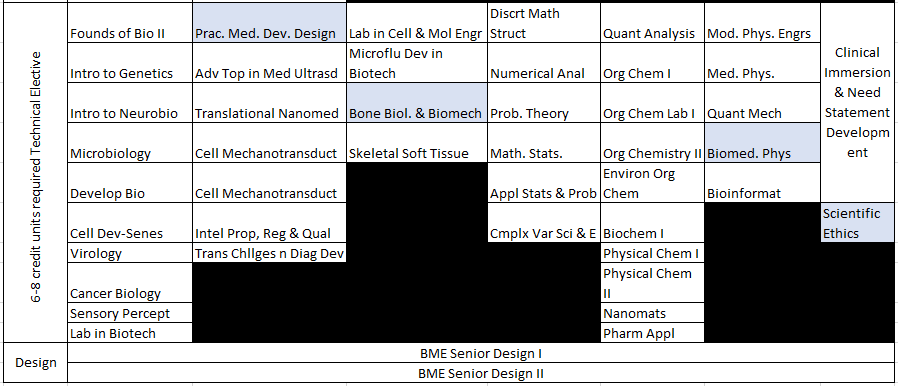 6-8 credit units required Technical Elective
Founds of Bio II
Prac. Med. Dev. Design
Lab in Cell & Mol Engr
Discrt Math
Struct
Quant Analysis
Mod. Phys. Engrs
Clinical
Immersion
& Need
Statement
Developm
ent
Intro to Genetics
Adv Top in Med Ultrasd
Microflu Dev in
Biotech
Numerical Anal
Org Chem I
Med. Phys.
Intro to Neurobio
Translational Nanomed
Bone Biol. & Biomech
Prob. Theory
Org Chem Lab I
Quant Mech
Microbiology
Cell Mechanotransduct
Skeletal Soft Tissue
Math. Stats.
Org Chemistry II
Biomed. Phys
Develop Bio
Cell Mechanotransduct
Appl Stats & Prob
Environ Org
Chem
Bioinformat
Cell Dev-Senes
Intel Prop, Reg & Qual
Cmplx Var Sci & E
Biochem I
Scientific
Ethics
Virology
Trans Chllges n Diag Dev
Physical Chem I
Cancer Biology
Physical Chem
II
Sensory Percept
Nanomats
Lab in Biotech
Pharm Appl
Design
BME Senior Design I
BME Senior Design II